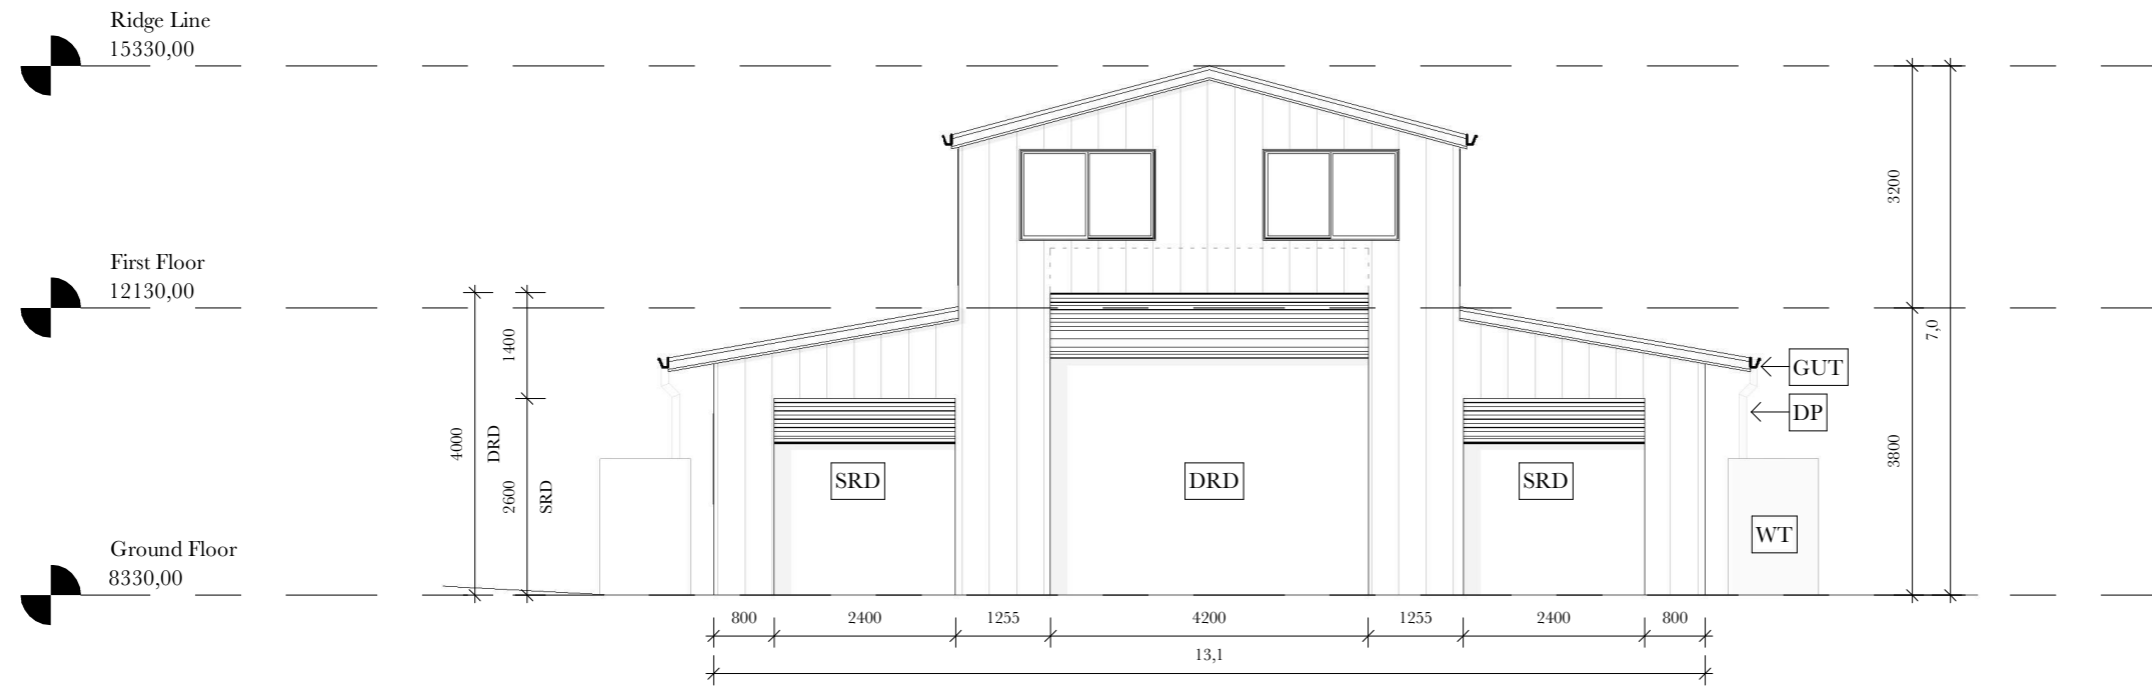 Ridge Line
15330,00
First Floor
12130,00
Ground Floor
8330,00
4000
DRD
1400
2600
SRD
SRD
DRD
SRD
GUT
DP
WT
3200
3800
7,0
800
2400
1255
4200
1255
2400
800
13,1